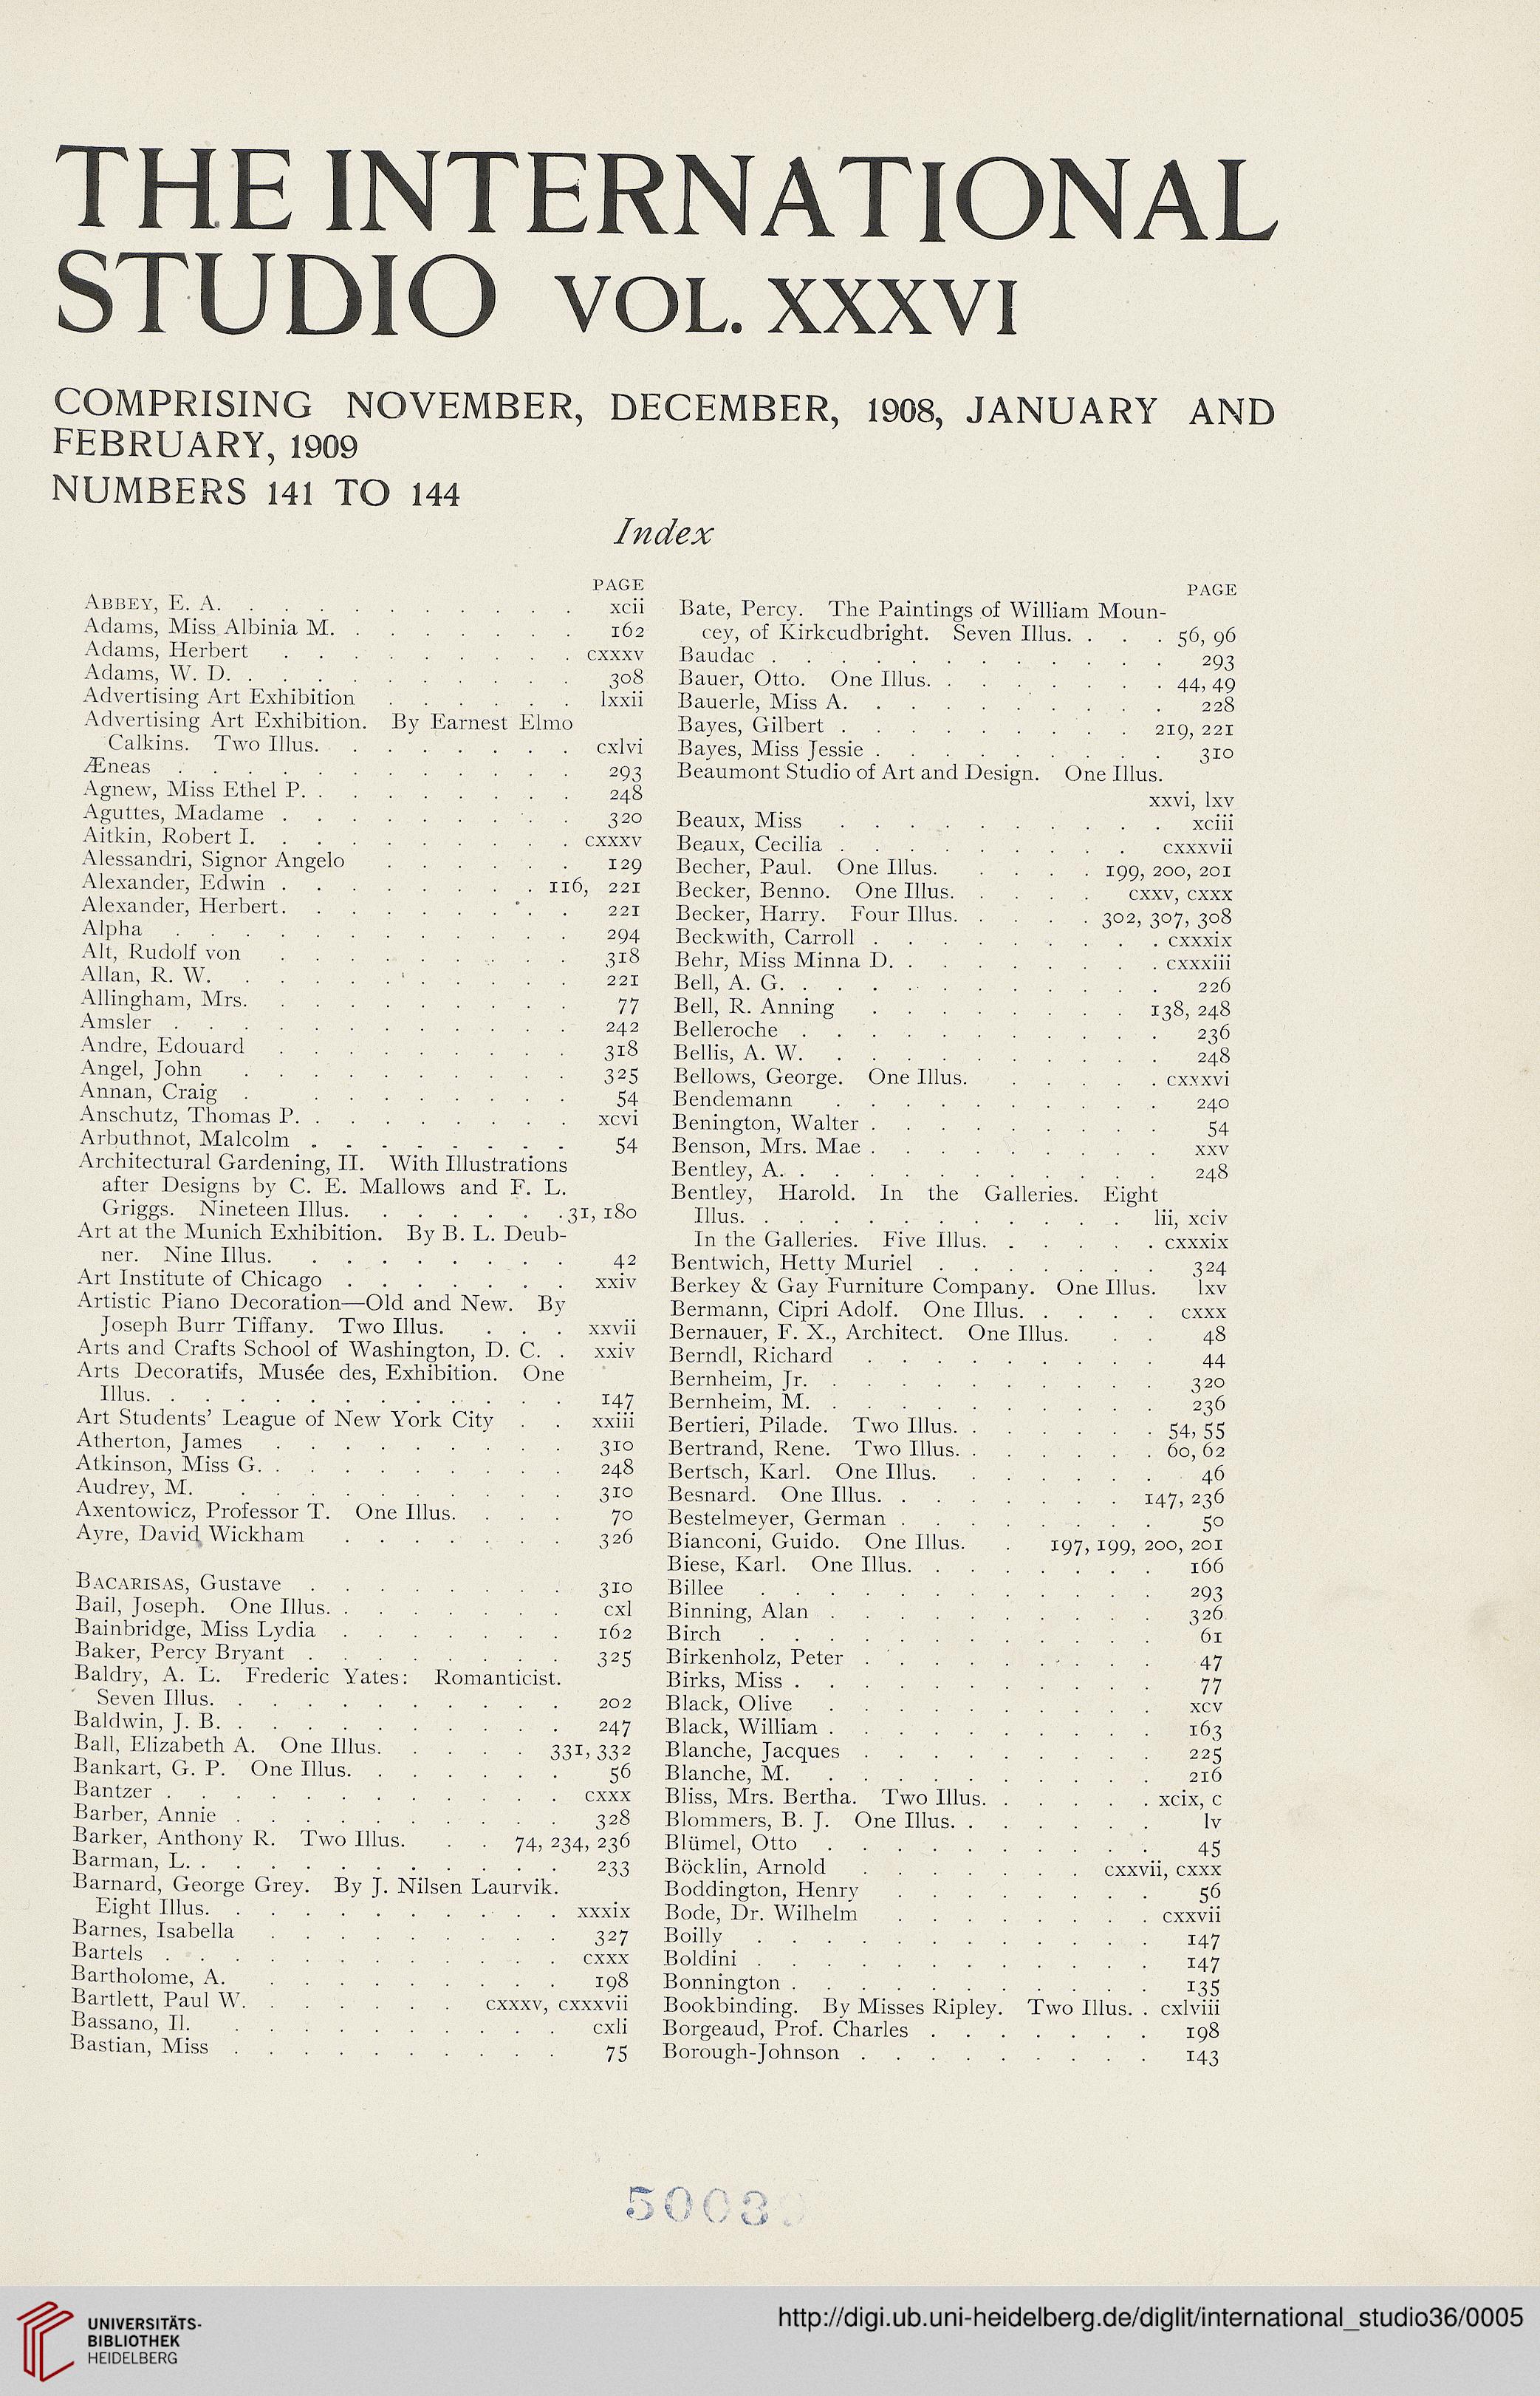 THE INTERNATIONAL
STUDIO VOL. XXXVI
COMPRISING NOVEMBER, DECEMBER, 1908, JANUARY AND
FEBRUARY, 1909
NUMBERS 141 TO 144
Index
PAGE
ABBEY, E. A. . . . . . . . . . . xcii
Adams, Miss Albinia M. . . . . . . . 162
Adams, Herbert . . . . . . . . . cxxxv
Adams, W. D. . . . . . . . . . . 308
Advertising Art Exhibition . . . . . . lxxii
Advertising Art Exhibition. By Earnest Elmo
Calkins. Two Illus. . . . . . . . cxlvi
Æneas . . . . . . . . . . . . 293
Agnew, Miss Ethel P. . . . . . . . . 248
Aguttes, Madame . . . . . . . . . 320
Aitkin, Robert I. . . . . . . . . . cxxxv
Alessandri, Signor Angelo . . . . . . 129
Alexander, Edwin . . . . . . . . 116, 221
Alexander, Herbert. . . . . . . . . 221
Alpha . . . . . . . . . . . . 294
Alt, Rudolf von . . . . . . . . . 318
Allan, R. W. . . . . . . . . . . 221
Allingham, Mrs. . . . . . . . . . 77
Amsler . . . . . . . . . . . . 242
Andre, Edouard . . . . . . . . . 318
Angel, John . . . . . . . . . . 325
Annan, Craig . . . . . . . . . 54
Anschutz, Thomas P. . . . . . . . . xcvi
Arbuthnot, Malcolm . . . . . . . . 54
Architectural Gardening, II. With Illustrations
after Designs by C. E. Mallows and F. L.
Griggs. Nineteen Illus. . . . . . . 31, 180
Art at the Munich Exhibition. By B. L. Deub-
ner. Nine Illus. . . . . . . . . 42
Art Institute of Chicago . . . . . . . xxiv
Artistic Piano Decoration—Old and New. By
Joseph Burr Tiffany. Two Illus. . . . xxvii
Arts and Crafts School of Washington, D. C. . xxiv
Arts Decoratifs, Musée des, Exhibition. One
Illus. . . . . . . . . . . . . 147
Art Students' League of New York City . . xxiii
Atherton, James . . . . . . . . . 310
Atkinson, Miss G. . . . . . . . . . 248
Audrey, M. . . . . . . . . . . 310
Axentowicz, Professor T. One Illus. . . . 70
Ayre, David Wickham . . . . . . . 326
BACARISAS, Gustave . . . . . . . . 310
Bail, Joseph. One Illus. . . . . . . . cxl
Bainbridge, Miss Lydia . . . . . . . 162
Baker, Percy Bryant . . . . . . . . 325
Baldry, A. L. Frederic Yates: Romanticist.
Seven Illus. . . . . . . . . . . 202
Baldwin, J. B. . . . . . . . . . . 247
Ball, Elizabeth A. One Illus. . . . . 331, 332
Bankart, G. P. One Illus. . . . . . . 56
Bantzer . . . . . . . . . . . . cxxx
Barber, Annie . . . . . . . . . . 328
Barker, Anthony R. Two Illus. . . 74, 234, 236
Barman, L. . . . . . . . . . . . 233
Barnard, George Grey. By J. Nilsen Laurvik.
Eight Illus. . . . . . . . . . . xxxix
Barnes, Isabella . . . . . . . . . 327
Bartels . . . . . . . . . . . . cxxx
Bartholome, A. . . . . . . . . . 198
Bartlett, Paul W. . . . . . . cxxxv, cxxxvii
Bassano, Il. . . . . . . . . . . cxli
Bastian, Miss . . . . . . . . . . 75
PAGE
Bate, Percy. The Paintings of William Moun-
cey, of Kirkcudbright. Seven Illus. . . . 56, 96
Baudac . . . . . . . . . . . . 293
Bauer, Otto. One Illus. . . . . . . . 44, 49
Bauerle, Miss A. . . . . . . . . . 228
Bayes, Gilbert . . . . . . . . . 219, 221
Bayes, Miss Jessie . . . . . . . . . 310
Beaumont Studio of Art and Design. One Illus.
xxvi, lxv
Beaux, Miss . . . . . . . . . . xciii
Beaux, Cecilia . . . . . . . . . cxxxvii
Becher, Paul. One Illus. . . . . 199, 200, 201
Becker, Benno. One Illus. . . . . cxxv, cxxx
Becker, Harry. Four Illus. . . . . 302, 307, 308
Beckwith, Carroll . . . . . . . . . cxxxix
Behr, Miss Minna D. . . . . . . . . cxxxiii
Bell, A. G. . . . . . . . . . . . 226
Bell, R. Anning . . . . . . . . 138, 248
Belleroche . . . . . . . . . . . 236
Bellis, A. W. . . . . . . . . . . 248
Bellows, George. One Illus. . . . . . cxxxvi
Bendemann . . . . . . . . . . 240
Benington, Walter . . . . . . . . . 54
Benson, Mrs. Mae . . . . . . . . . xxv
Bentley, A. . . . . . . . . . . . 248
Bentley, Harold. In the Galleries. Eight
Illus. . . . . . . . . . . . lii, xciv
In the Galleries. Five Illus. . . . . . cxxxix
Bentwich, Hetty Muriel . . . . . . . 324
Berkey & Gay Furniture Company. One Illus. lxv
Bermann, Cipri Adolf. One Illus. . . . . cxxx
Bernauer, F. X., Architect. One Illus. . . 48
Berndl, Richard . . . . . . . . . 44
Bernheim, Jr. . . . . . . . . . . 320
Bernheim, M. . . . . . . . . . . 236
Bertieri, Pilade. Two Illus. . . . . . . 54, 55
Bertrand, Rene. Two Illus. . . . . . . 60, 62
Bertsch, Karl. One Illus. . . . . . . 46
Besnard. One Illus. . . . . . . . 147, 236
Bestelmeyer, German . . . . . . . . 50
Bianconi, Guido. One Illus. . 197, 199, 200, 201
Biese, Karl. One Illus. . . . . . . . 166
Billee . . . . . . . . . . . . 293
Binning, Alan . . . . . . . . . . 326
Birch . . . . . . . . . . . . 61
Birkenholz, Peter . . . . . . . . . 47
Birks, Miss . . . . . . . . . . . 77
Black, Olive . . . . . . . . . . xcv
Black, William . . . . . . . . . . 163
Blanche, Jacques . . . . . . . . . 225
Blanche, M. . . . . . . . . . . 216
Bliss, Mrs. Bertha. Two Illus. . . . . . xcix, c
Blommers, B. J. One Illus. . . . . . . lv
Blümel, Otto . . . . . . . . . . 45
Böcklin, Arnold . . . . . . . cxxvii, cxxx
Boddington, Henry . . . . . . . . 56
Bode, Dr. Wilhelm . . . . . . . . cxxvii
Boilly . . . . . . . . . . . . 147
Boldini . . . . . . . . . . . . 147
Bonnington . . . . . . . . . . . 135
Bookbinding. By Misses Ripley. Two Illus. . cxlviii
Borgeaud, Prof. Charles . . . . . . . 198
Borough-Johnson . . . . . . . . . 143
5003
UNIVERSITÄTS-
BIBLIOTHEK
HEIDELBERG
http://digi.ub.uni-heidelberg.de/diglit/international_studio36/0005